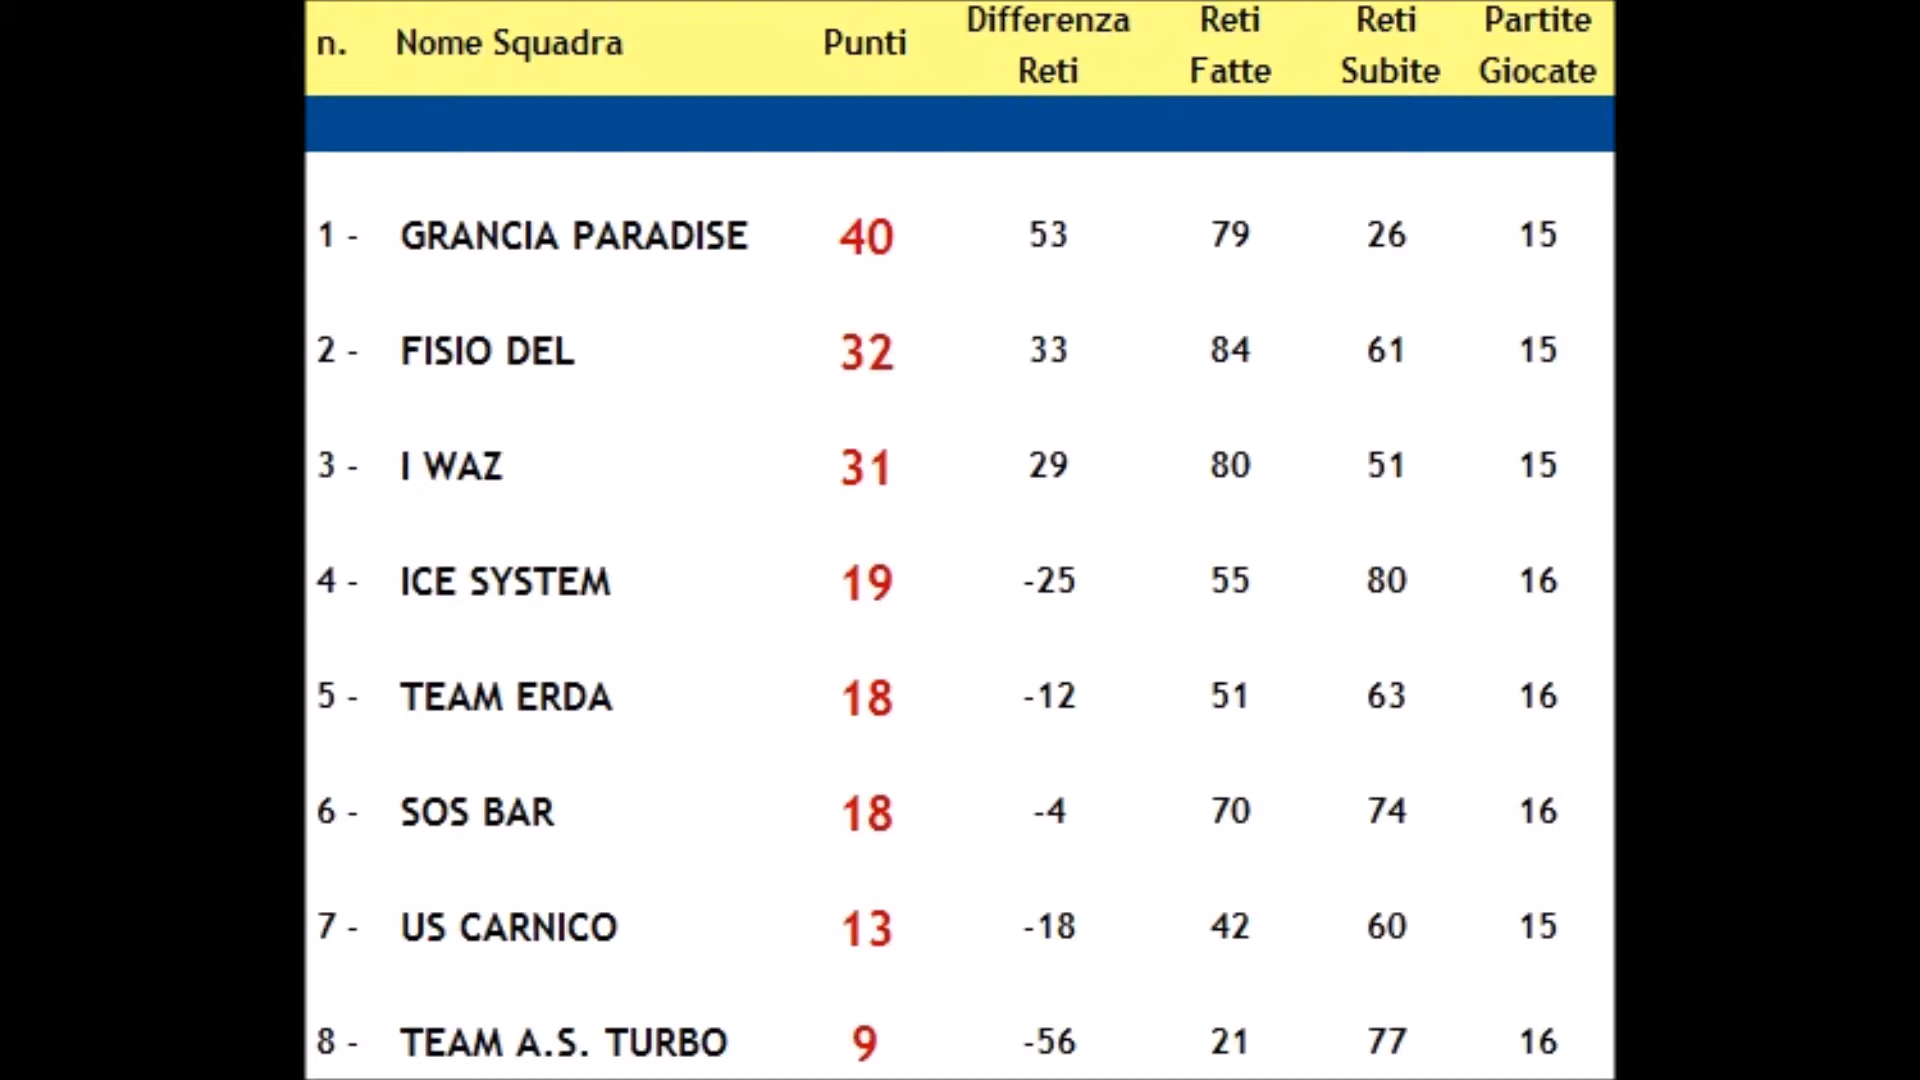 n. Nome Squadra Punti Differenza Reti Reti Fatte Reti Subite Partite Giocate
1 - GRANCIA PARADISE 40 53 79 26 15
2 - FISIO DEL 32 33 84 61 15
3 - I WAZ 31 29 80 51 15
4 - ICE SYSTEM 19 -25 55 80 16
5 - TEAM ERDA 18 -12 51 63 16
6 - SOS BAR 18 -4 70 74 16
7 - US CARNICO 13 -18 42 60 15
8 - TEAM A.S. TURBO 9 -56 21 77 16